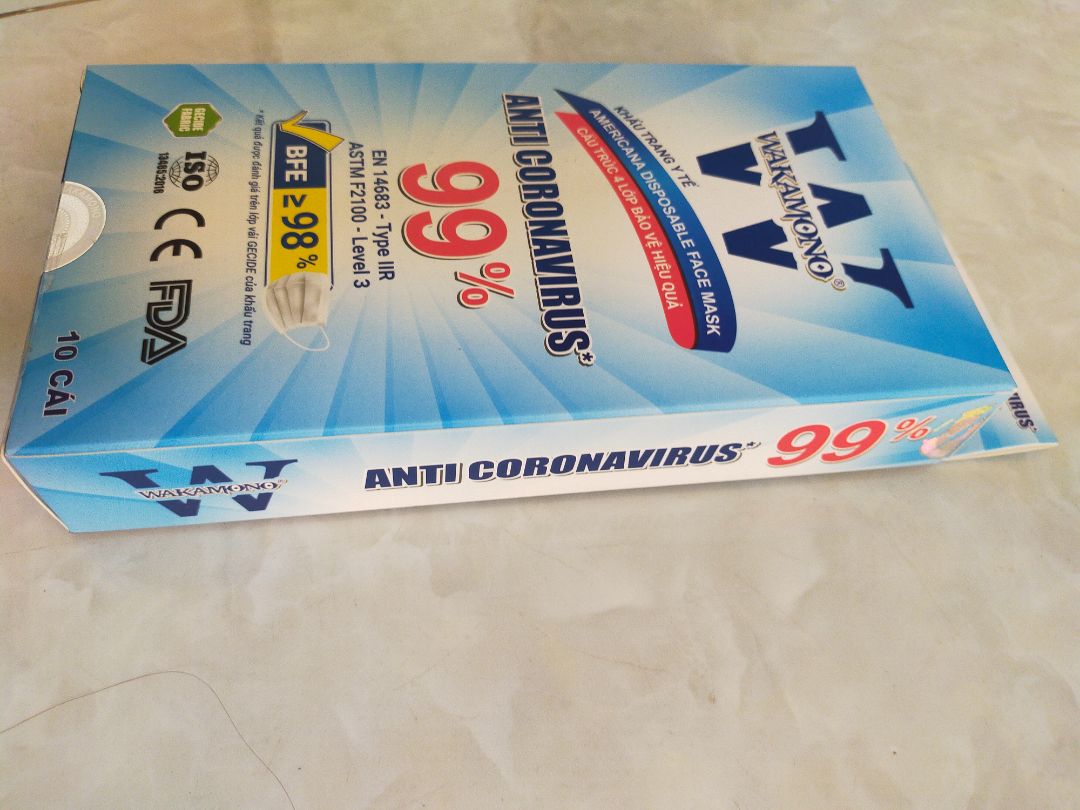 WAKAMONO®
KHẨU TRANG Y TẾ
AMERICANA DISPOSABLE FACE MASK
CẤU TRÚC 4 LỚP BẢO VỆ HIỆU QUẢ
ANTI CORONAVIRUS*
99%
EN 14683 - Type IIR
ASTM F2100 - Level 3
BFE ≥ 98%
* Kết quả được đánh giá trên lớp vải GECIDE của khẩu trang
GECIDE
FABRIC
ISO
13485:2016
CE
FDA
10 CÁI
W
WAKAMONO®
ANTI CORONAVIRUS* 99%
IRUS*